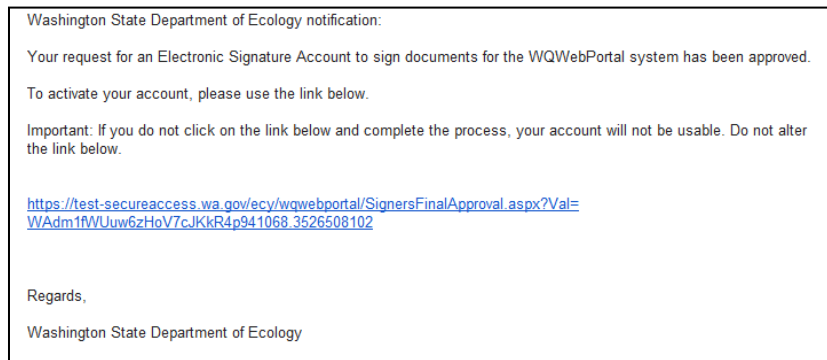 Washington State Department of Ecology notification:
Your request for an Electronic Signature Account to sign documents for the WQWebPortal system has been approved.
To activate your account, please use the link below.
Important: If you do not click on the link below and complete the process, your account will not be usable. Do not alter
the link below.
https://test-secureaccess.wa.gov/ecy/wqwebportal/SignersFinalApproval.aspx?Val=
WAdm1fWUuw6zHoV7cJKkR4p941068.3526508102
Regards,
Washington State Department of Ecology